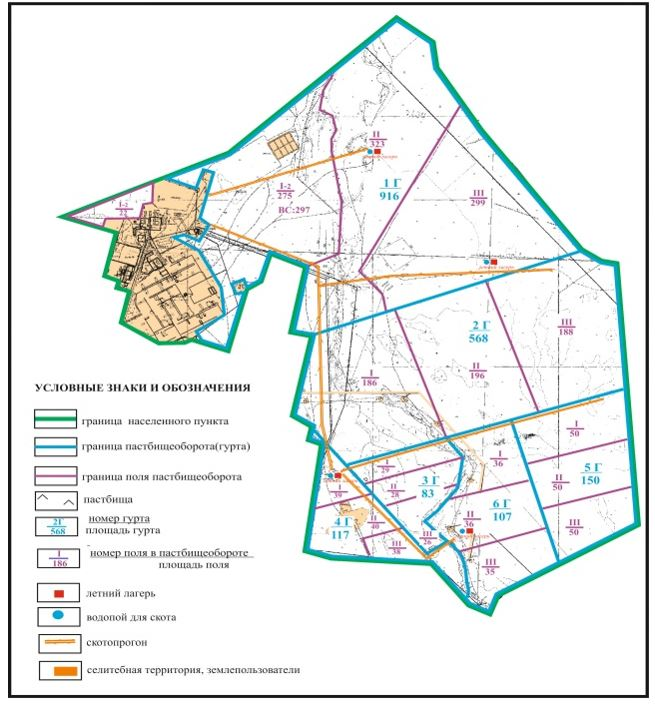 II
323
летний лагерь
I-2
275
ВС:297
1 Г
916
III
299
I-2
22
летний лагерь
2 Г
568
III
188
II
196
I
186
УСЛОВНЫЕ ЗНАКИ И ОБОЗНАЧЕНИЯ
граница населенного пункта
граница пастбищеоборота(гурта)
граница поля пастбищеоборота
пастбища
2Г номер гурта
568 площадь гурта
I номер поля в пастбищеобороте
186 площадь поля
летний лагерь
водопой для скота
скотопрогон
селитебная территория, землепользователи
I
50
I
36
I
29
3 Г
83
II
28
I
39
II
50
5 Г
150
6 Г
107
II
36
4 Г
117
II
40
III
26
III
38
III
50
III
35